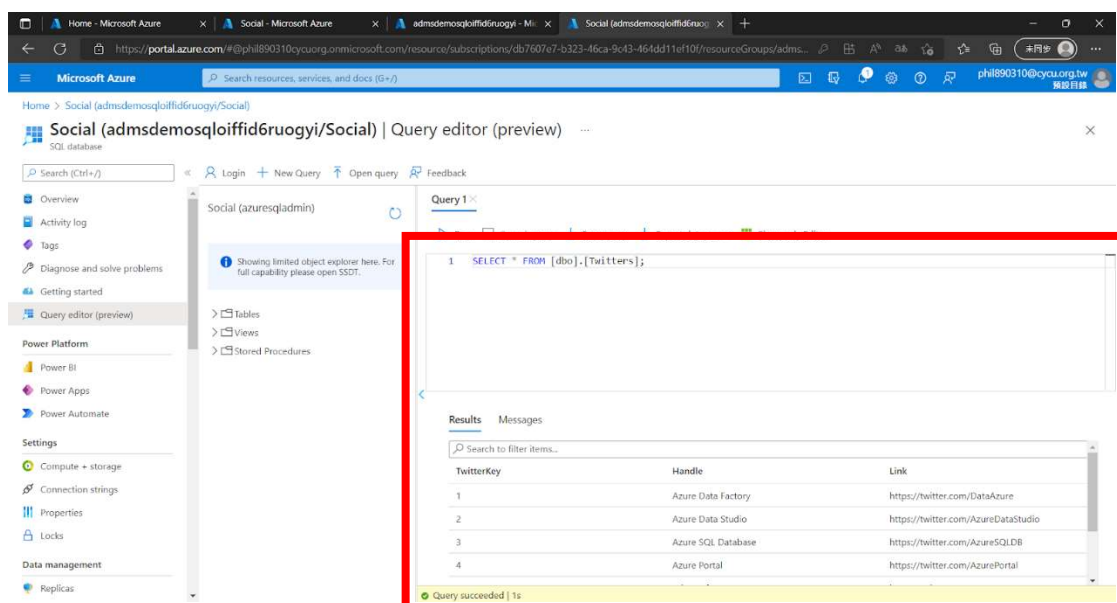 Home - Microsoft Azure
Social - Microsoft Azure
admsdemosqloiffid6ruogyi - Mic
Social (admsdemosqloiffid6ruog
https://portal.azure.com/#@phil890310cycuorg.onmicrosoft.com/resource/subscriptions/db7607e7-b323-46ca-9c43-464dd11ef10f/resourceGroups/adms...
未同步
Microsoft Azure
Search resources, services, and docs (G+/)
phil890310@cycu.org.tw
預設目錄
Home > Social (admsdemosqloiffid6ruogyi/Social)
Social (admsdemosqloiffid6ruogyi/Social) | Query editor (preview) ...
SQL database
Search (Ctrl+/)
Login
New Query
Open query
Feedback
Overview
Activity log
Tags
Diagnose and solve problems
Getting started
Query editor (preview)
Power Platform
Power BI
Power Apps
Power Automate
Settings
Compute + storage
Connection strings
Properties
Locks
Data management
Replicas
Social (azuresqladmin)
Showing limited object explorer here. For
full capability please open SSDT.
Tables
Views
Stored Procedures
Query 1
1 SELECT * FROM [dbo].[Twitters];
Results Messages
Search to filter items...
TwitterKey Handle Link
1 Azure Data Factory https://twitter.com/DataAzure
2 Azure Data Studio https://twitter.com/AzureDataStudio
3 Azure SQL Database https://twitter.com/AzureSQLDB
4 Azure Portal https://twitter.com/AzurePortal
Query succeeded | 1s